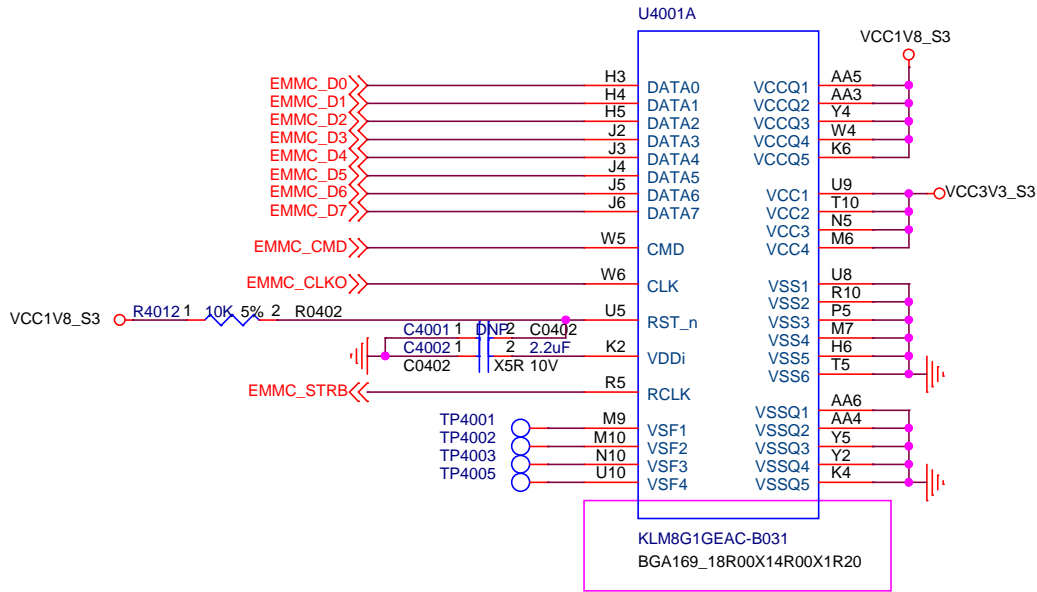 U4001A
VCC1V8_S3
EMMC_D0 H3 DATA0 VCCQ1 AA5
EMMC_D1 H4 DATA1 VCCQ2 AA3
EMMC_D2 H5 DATA2 VCCQ3 Y4
EMMC_D3 J2 DATA3 VCCQ4 W4
EMMC_D4 J3 DATA4 VCCQ5 K6
EMMC_D5 J4 DATA5
EMMC_D6 J5 DATA6 VCC1 U9 VCC3V3_S3
EMMC_D7 J6 DATA7 VCC2 T10
VCC3 N5
EMMC_CMD W5 CMD VCC4 M6
EMMC_CLKO W6 CLK VSS1 U8
VSS2 R10
VCC1V8_S3 R4012 1 10K 5% 2 R0402 U5 RST_n VSS3 P5
C4001 1 DNP 2 C0402 VSS4 M7
C4002 1 2 2.2uF K2 VDDi VSS5 H6
C0402 X5R 10V VSS6 T5
EMMC_STRB R5 RCLK
VSSQ1 AA6
TP4001 M9 VSF1 VSSQ2 AA4
TP4002 M10 VSF2 VSSQ3 Y5
TP4003 N10 VSF3 VSSQ4 Y2
TP4005 U10 VSF4 VSSQ5 K4
KLM8G1GEAC-B031
BGA169_18R00X14R00X1R20